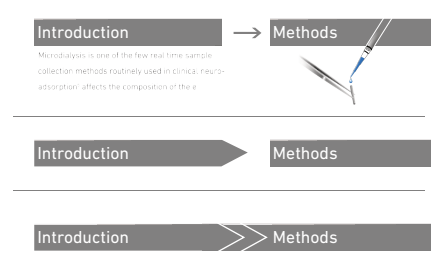 Introduction
Methods
Microdialysis is one of the few real time sample
collection methods routinely used in clinical neuro-
adsorption' affects the composition of the e
Introduction
Methods
Introduction
Methods